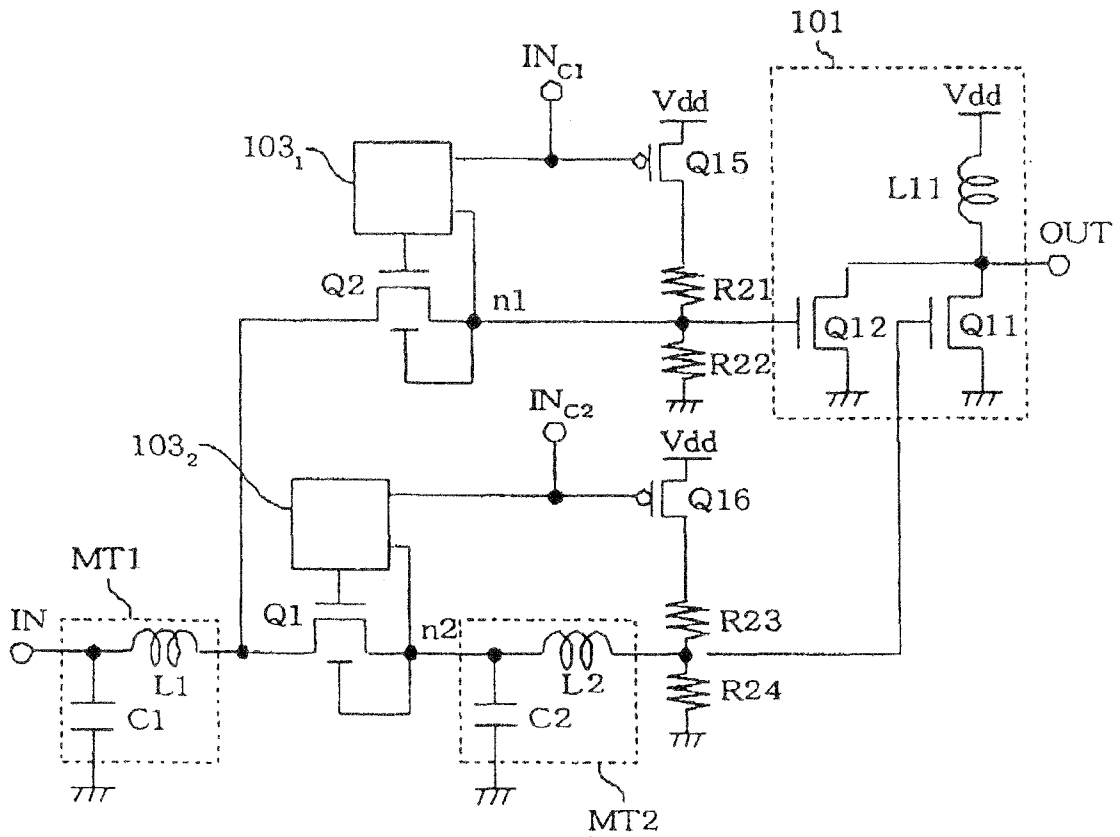 101
IN_C1
Vdd
Vdd
103_1
Q15
L11
OUT
Q2
n1
R21
Q12
Q11
R22
IN_C2
Vdd
103_2
Q16
MT1
IN
Q1
n2
R23
L1
L2
R24
C1
C2
MT2